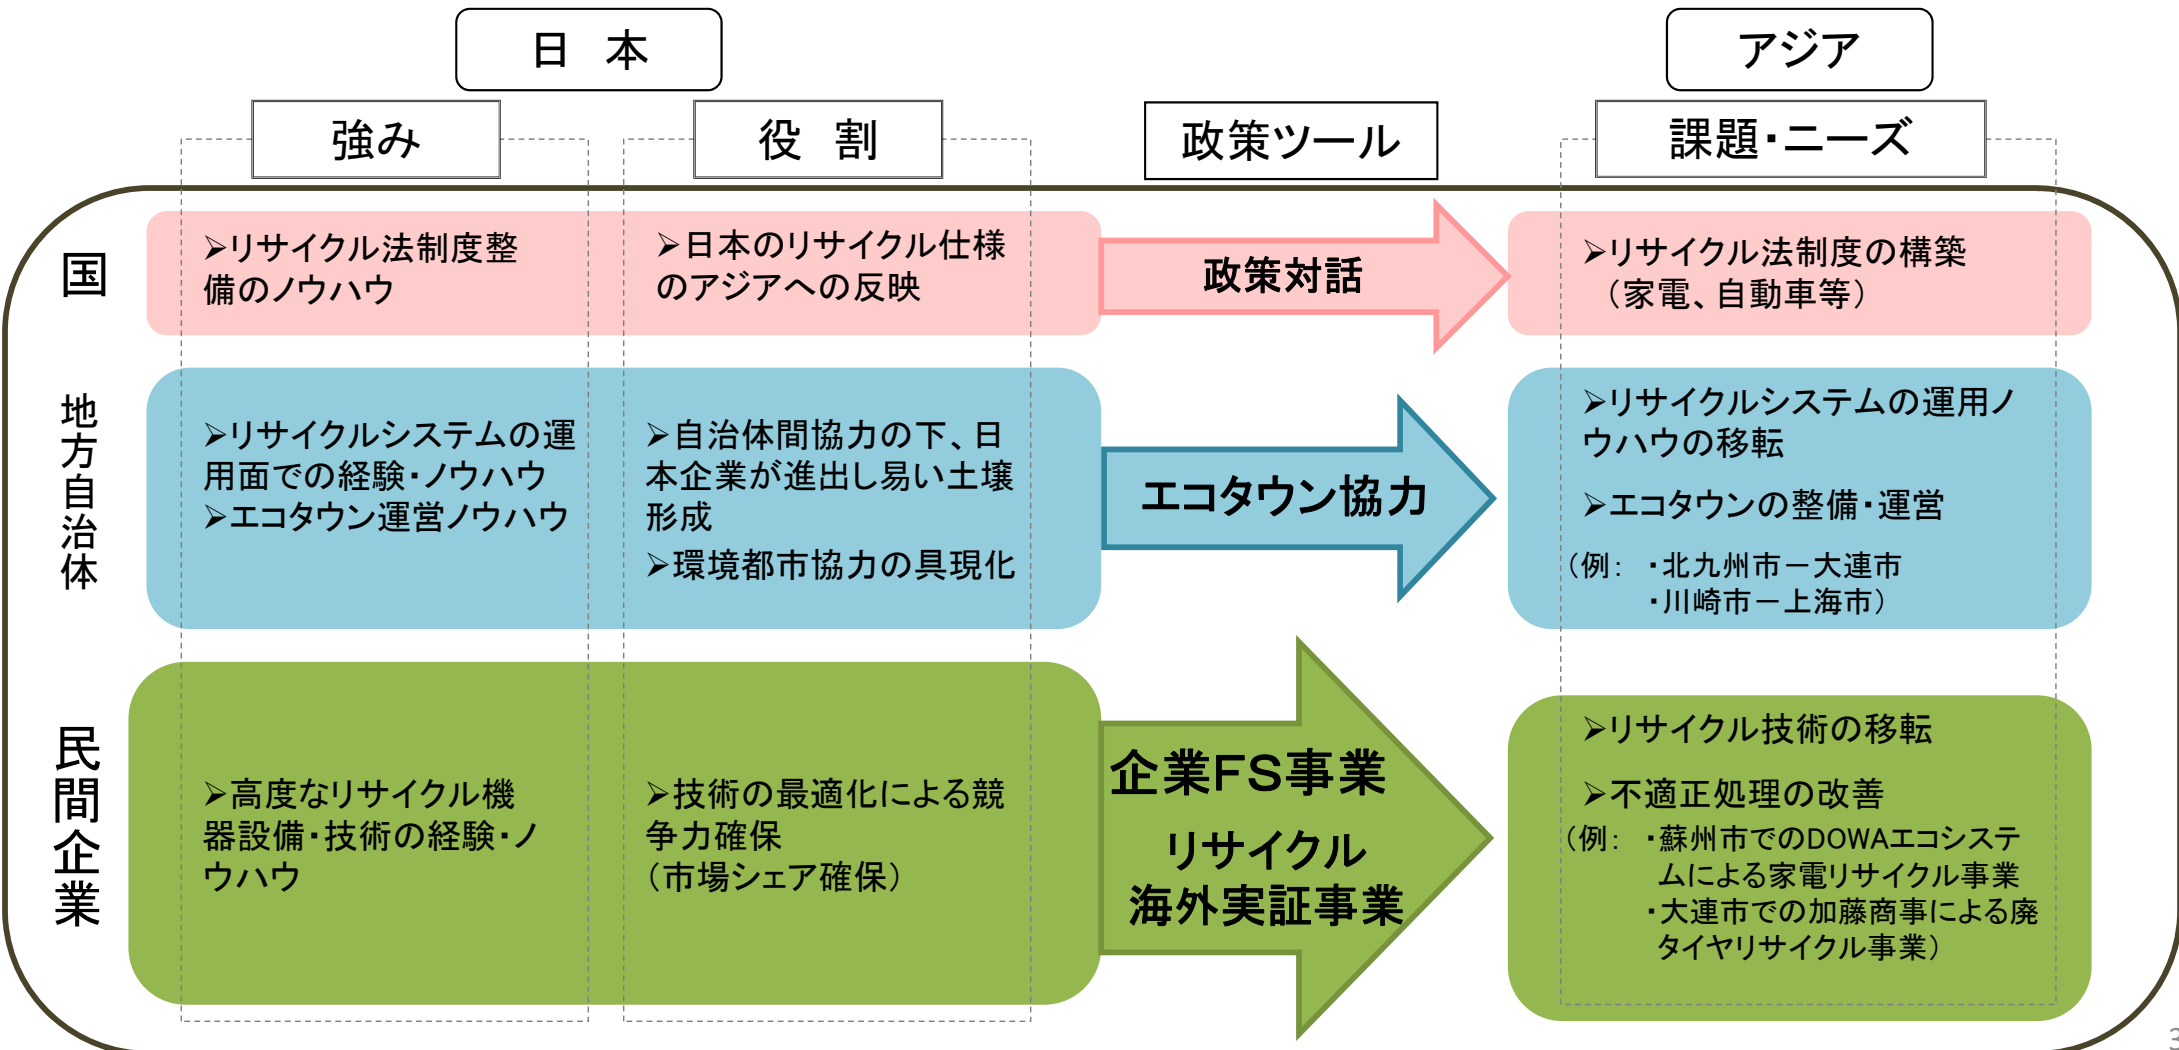 日 本
アジア
強み
役 割
政策ツール
課題・ニーズ
国
➢リサイクル法制度整
備のノウハウ
➢日本のリサイクル仕様
のアジアへの反映
政策対話
➢リサイクル法制度の構築
（家電、自動車等）
地方自治体
➢リサイクルシステムの運
用面での経験・ノウハウ
➢エコタウン運営ノウハウ
➢自治体間協力の下、日
本企業が進出し易い土壌
形成
➢環境都市協力の具現化
エコタウン協力
➢リサイクルシステムの運用ノ
ウハウの移転
➢エコタウンの整備・運営
（例： ・北九州市－大連市
・川崎市－上海市）
民間企業
➢高度なリサイクル機
器設備・技術の経験・ノ
ウハウ
➢技術の最適化による競
争力確保
（市場シェア確保）
企業FS事業
リサイクル
海外実証事業
➢リサイクル技術の移転
➢不適正処理の改善
（例： ・蘇州市でのDOWAエコシステ
ムによる家電リサイクル事業
・大連市での加藤商事による廃
タイヤリサイクル事業）